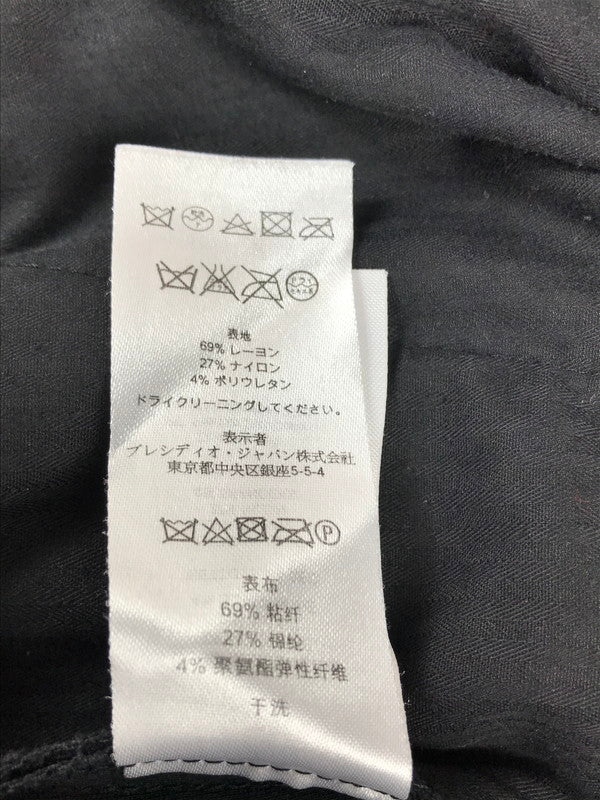 表地
69% レーヨン
27% ナイロン
4% ポリウレタン
ドライクリーニングしてください。
表示者
ブレシディオ・ジャパン株式会社
東京都中央区銀座5-5-4
P
表布
69% 粘纤
27% 锦纶
4% 聚氨酯弹性纤维
干洗